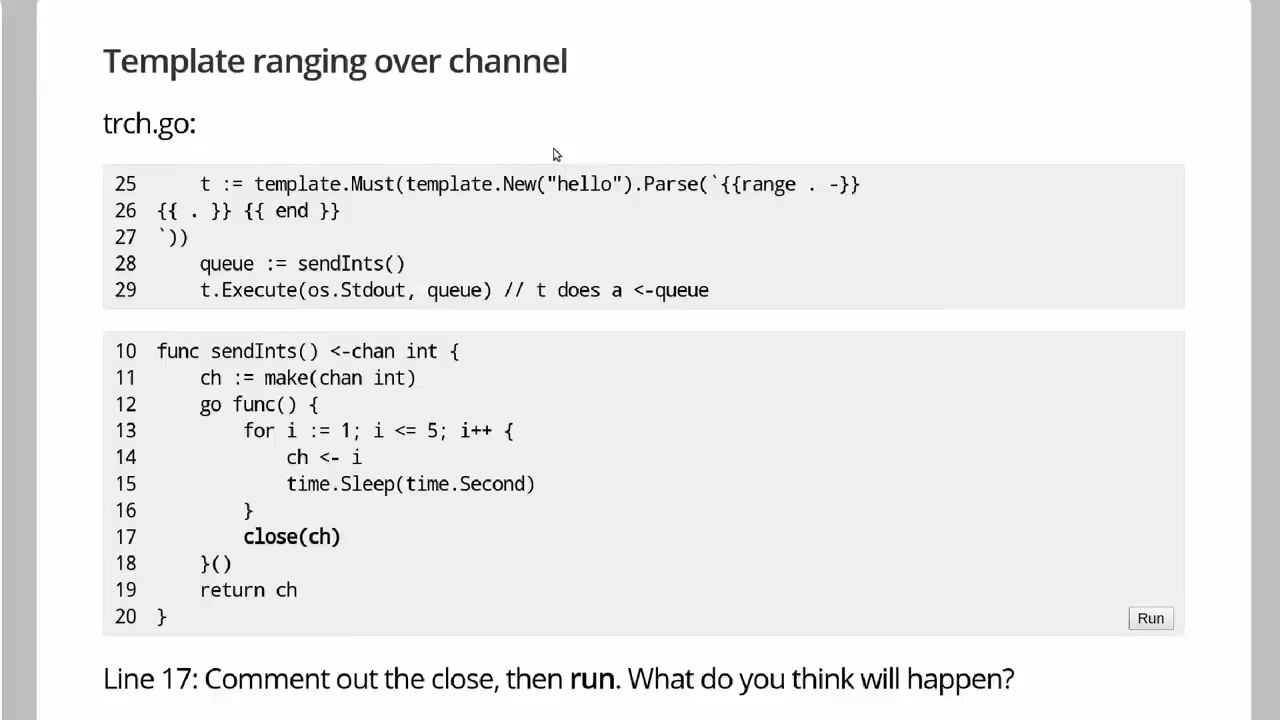 Template ranging over channel
trch.go:
25 t := template.Must(template.New("hello").Parse(`{{range . -}}
26 {{ . }} {{ end }}
27 `))
28 queue := sendInts()
29 t.Execute(os.Stdout, queue) // t does a <-queue
10 func sendInts() <-chan int {
11 ch := make(chan int)
12 go func() {
13 for i := 1; i <= 5; i++ {
14 ch <- i
15 time.Sleep(time.Second)
16 }
17 close(ch)
18 }()
19 return ch
20 }
Run
Line 17: Comment out the close, then run. What do you think will happen?